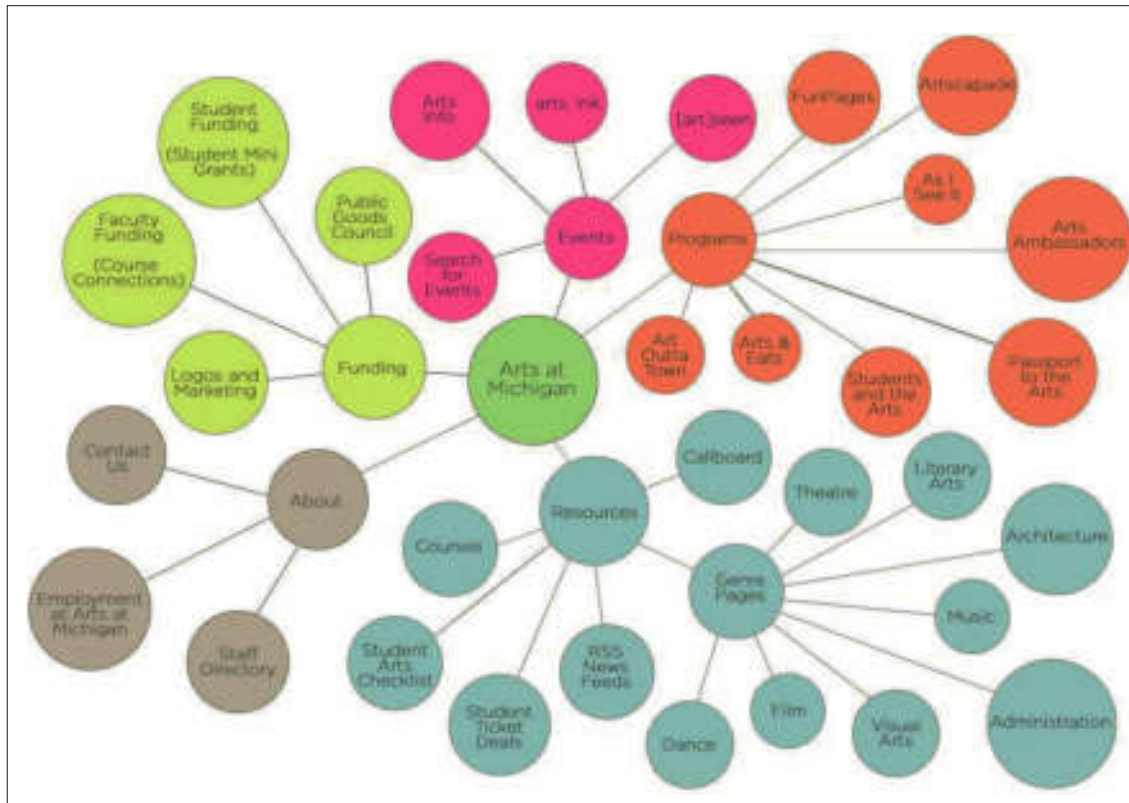 Student
Funding
(Student Mini
Grants)
Arts
Info
arts, ink
[art]seen
FunPages
Artscapade
Faculty
Funding
(Course
Connections)
Public
Goods
Council
Search
for
Events
Events
Programs
As I
See It
Arts
Ambassadors
Logos and
Marketing
Funding
Arts at
Michigan
Art
Outta
Town
Arts &
Eats
Students
and the
Arts
Passport
to the
Arts
Contact
Us
About
Resources
Callboard
Theatre
Literary
Arts
Architecture
Courses
Genre
Pages
Music
Employment
at Arts at
Michigan
Staff
Directory
Student
Arts
Checklist
RSS
News
Feeds
Student
Ticket
Deals
Dance
Film
Visual
Arts
Administration